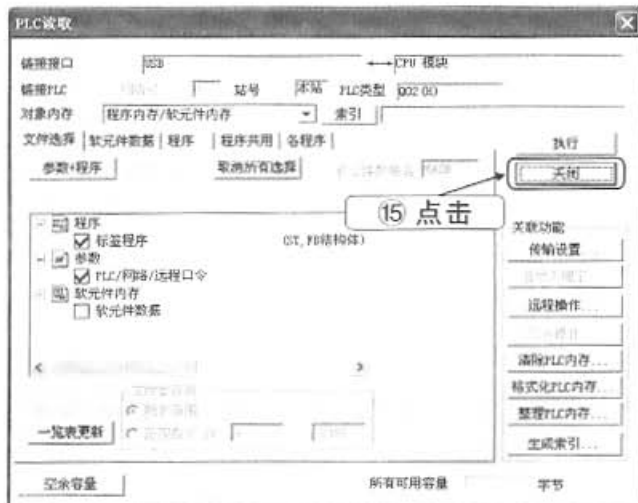 PLC读取
链接接口 USB ←→ CPU 模块
链接PLC 站号 本站 PLC类型 Q02(H)
对象内存 程序内存/软元件内存 索引
文件选择 软元件数据 程序 程序共用 各程序
执行
参数+程序 取消所有选择
关闭
⑮ 点击
程序
标签程序 (ST,FB结构体)
参数
PLC/网络/远程口令
软元件内存
软元件数据
关联功能
传输设置
远程操作...
清除PLC内存...
格式化PLC内存...
整理PLC内存...
生成索引...
一览表更新
空余容量 所有可用容量 字节